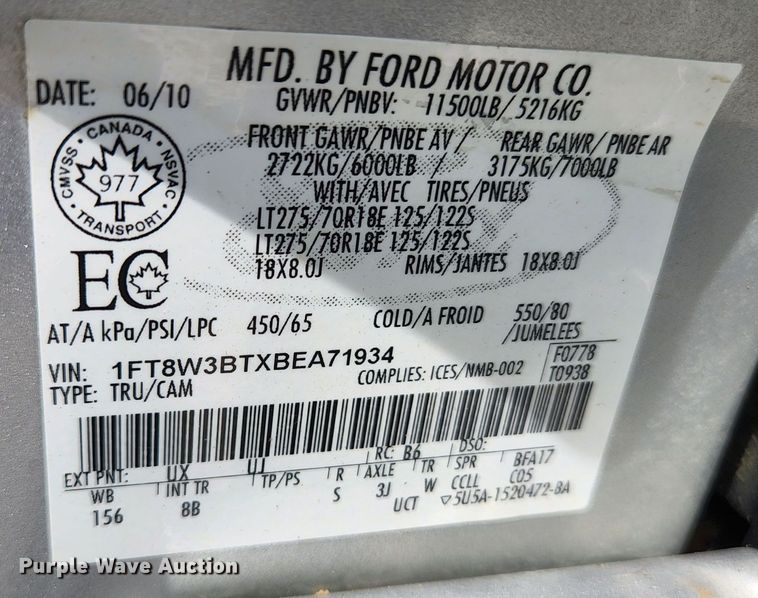 MFD. BY FORD MOTOR CO.
DATE: 06/10 GVWR/PNBV: 11500LB/ 5216KG
FRONT GAWR/PNBE AV / REAR GAWR/ PNBE AR
2722KG/6000LB / 3175KG/7000LB
WITH/AVEC TIRES/PNEUS
LT275/70R18E 125/122S
LT275/70R18E 125/122S
18X8.0J RIMS/JANTES 18X8.0J
CANADA
CMVSS 977 NSVAC
TRANSPORT
EC
AT/A kPa/PSI/LPC 450/65 COLD/A FROID 550/80
/JUMELEES
VIN: 1FT8W3BTXBEA71934 F0778
TYPE: TRU/CAM COMPLIES: ICES/NMB-002 T0938
EXT PNT: UX UJ RC: B6 DSO:
WB INT TR TP/PS R AXLE TR SPR BFA17
156 8B S 3J W CCLL C05
UCT ▽5U5A-1520472-BA
Purple Wave Auction